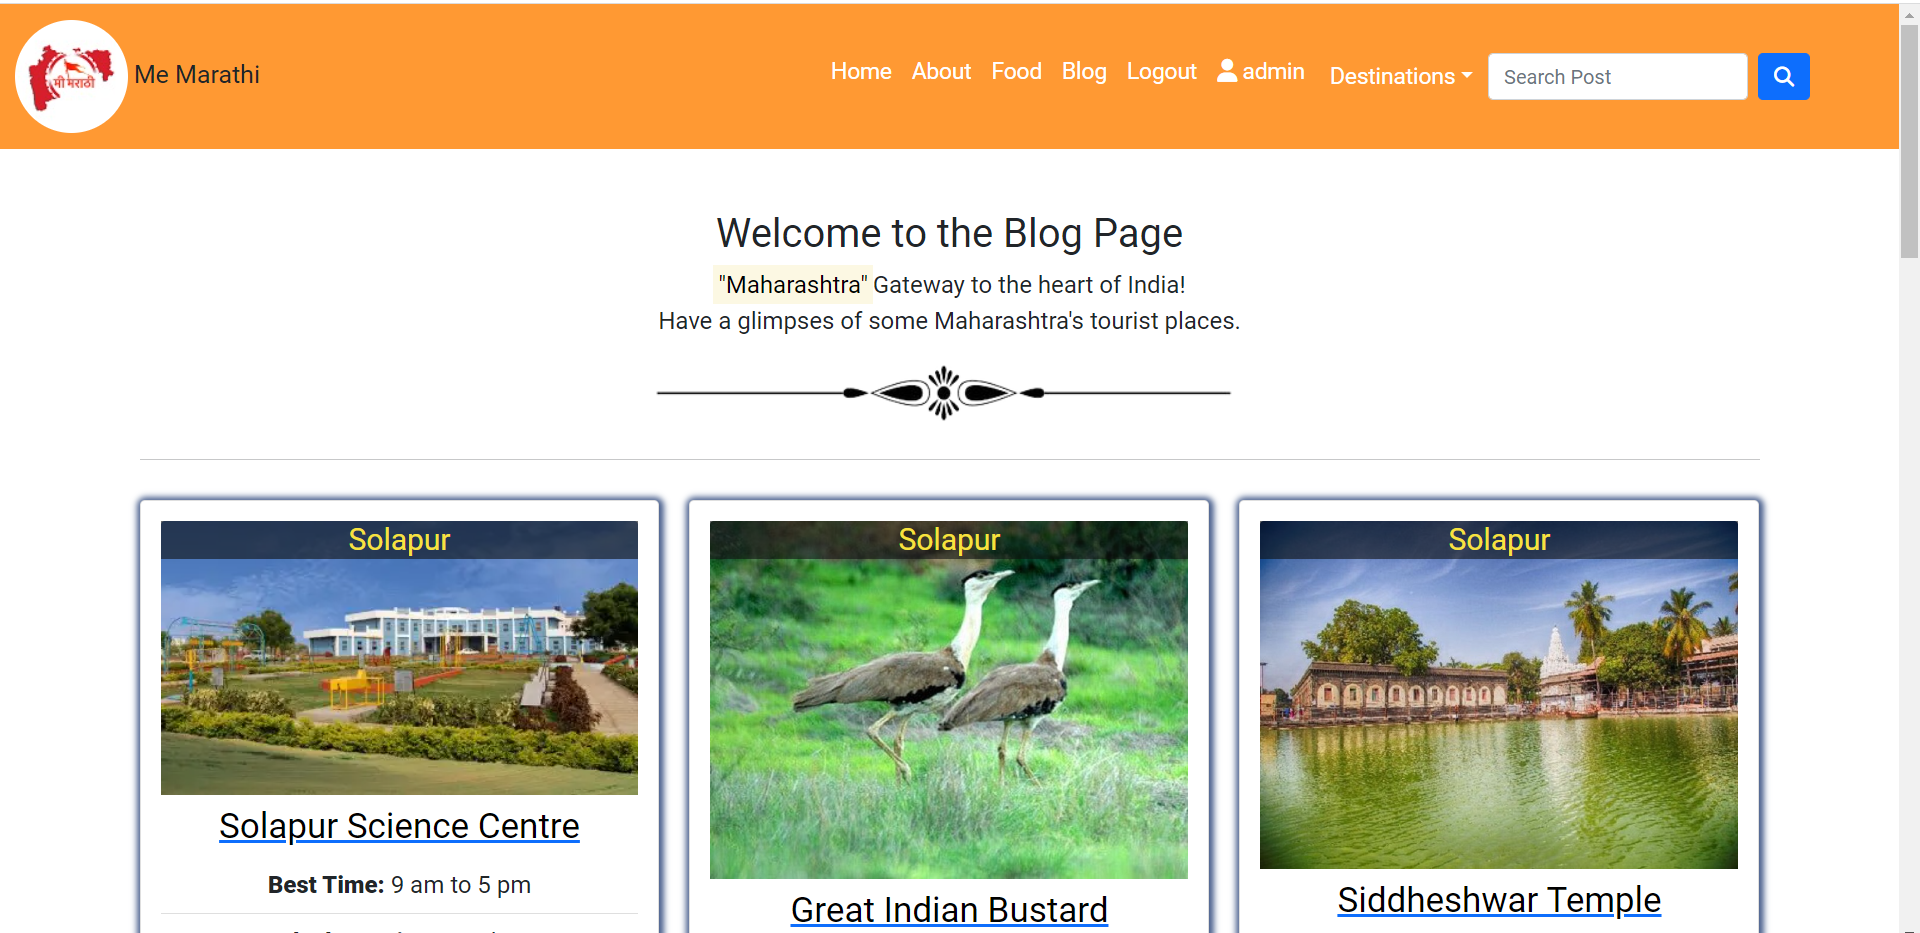 मी मराठी
Me Marathi
Home About Food Blog Logout admin Destinations Search Post
Welcome to the Blog Page
"Maharashtra" Gateway to the heart of India!
Have a glimpses of some Maharashtra's tourist places.
Solapur
Solapur Science Centre
Best Time: 9 am to 5 pm
Solapur
Great Indian Bustard
Solapur
Siddheshwar Temple